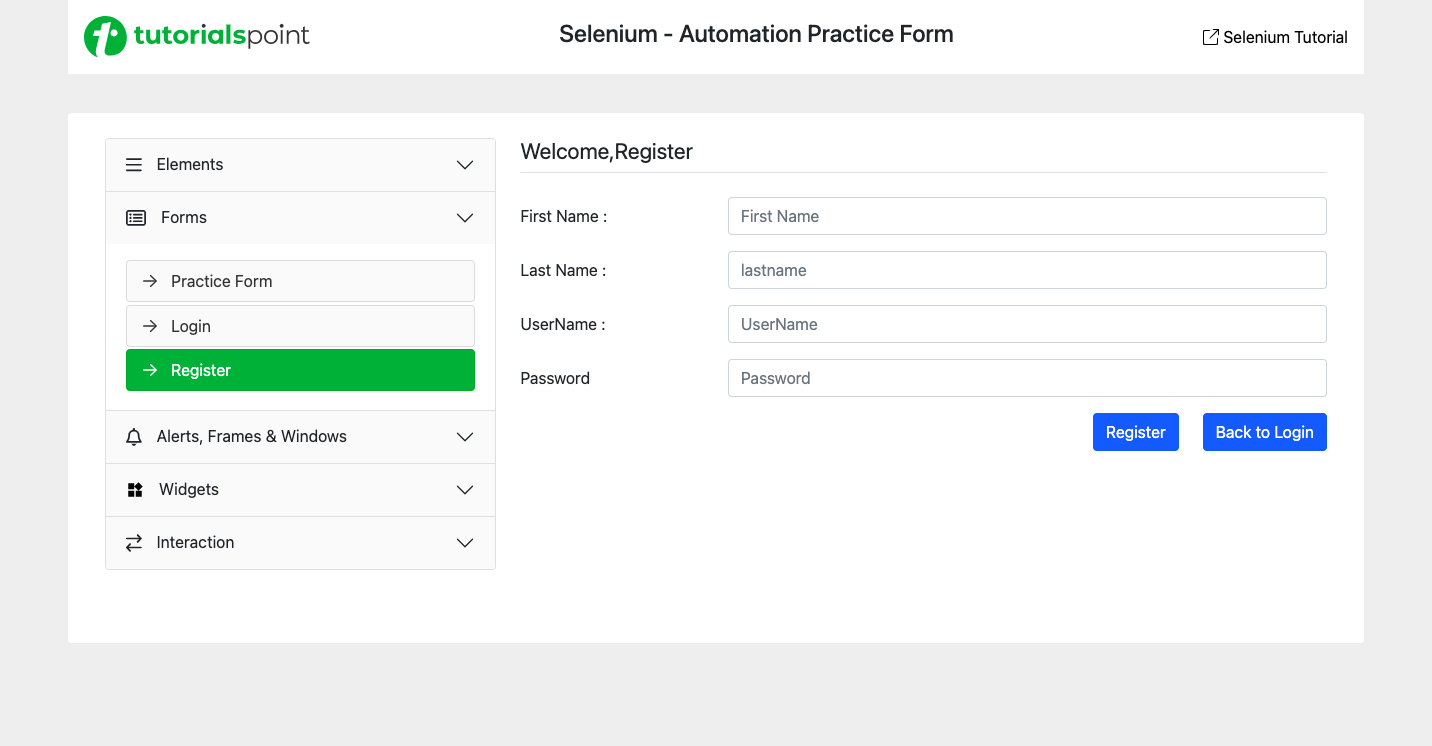 tutorialspoint
Selenium - Automation Practice Form
Selenium Tutorial
Elements
Forms
Practice Form
Login
Register
Alerts, Frames & Windows
Widgets
Interaction
Welcome,Register
First Name :
First Name
Last Name :
lastname
UserName :
UserName
Password
Password
Register
Back to Login